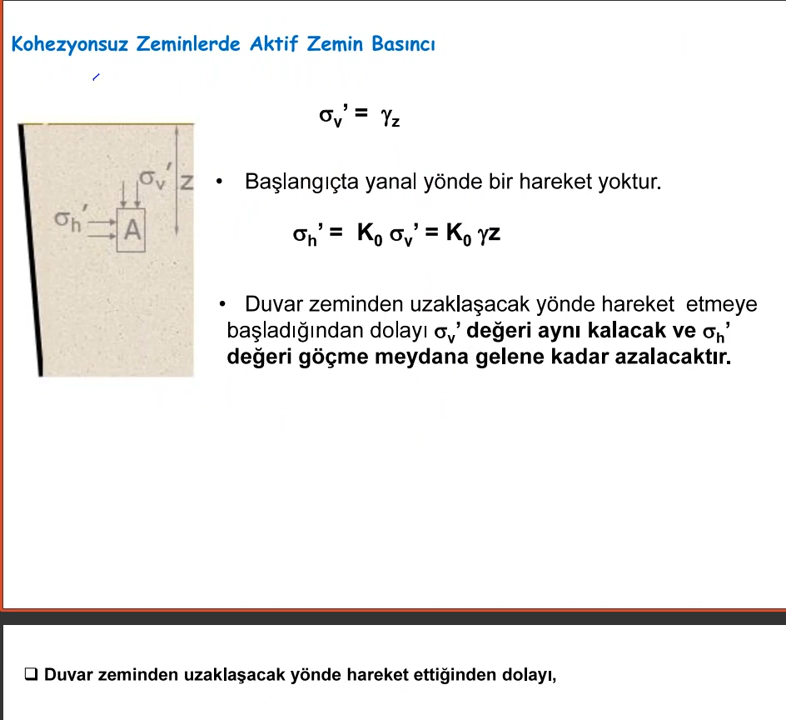 Kohezyonsuz Zeminlerde Aktif Zemin Basıncı
σv’ = γz
σv’ z
σh’
A
• Başlangıçta yanal yönde bir hareket yoktur.
σh’ = K0 σv’ = K0 γz
• Duvar zeminden uzaklaşacak yönde hareket etmeye
başladığından dolayı σv’ değeri aynı kalacak ve σh’
değeri göçme meydana gelene kadar azalacaktır.
❑ Duvar zeminden uzaklaşacak yönde hareket ettiğinden dolayı,